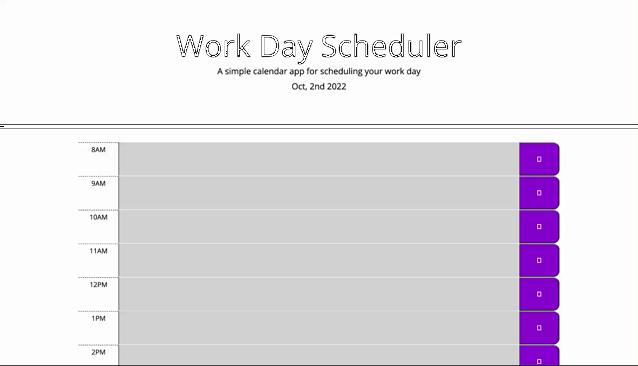 Work Day Scheduler
A simple calendar app for scheduling your work day
Oct, 2nd 2022
8AM
9AM
10AM
11AM
12PM
1PM
2PM